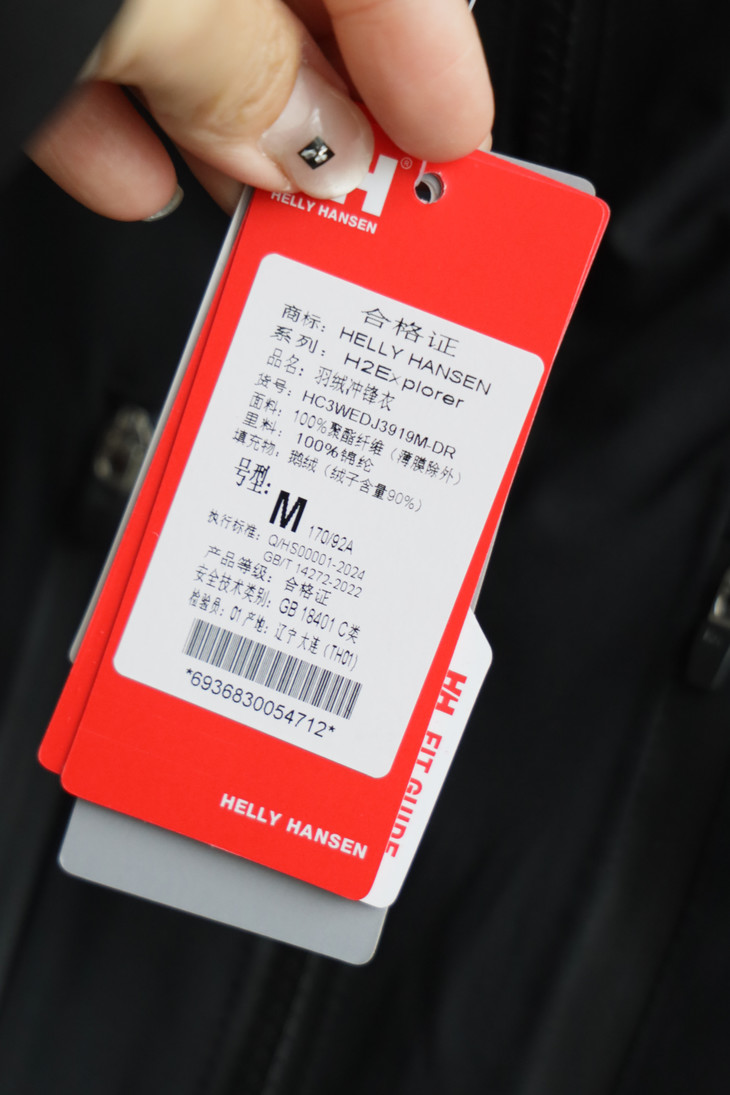 HH®
HELLY HANSEN
合格证
商标：HELLY HANSEN
系列：H2Explorer
品名：羽绒冲锋衣
货号：HC3WEDJ3919M-DR
面料：100%聚酯纤维（薄膜除外）
里料：100%锦纶
填充物：鹅绒（绒子含量90%）
号型：M 170/92A
执行标准：Q/HS00001-2024
GB/T 14272-2022
产品等级：合格证
安全技术类别：GB 18401 C类
检验员：01 产地：辽宁大连（TH01）
*6936830054712*
HELLY HANSEN
HH FIT GUIDE